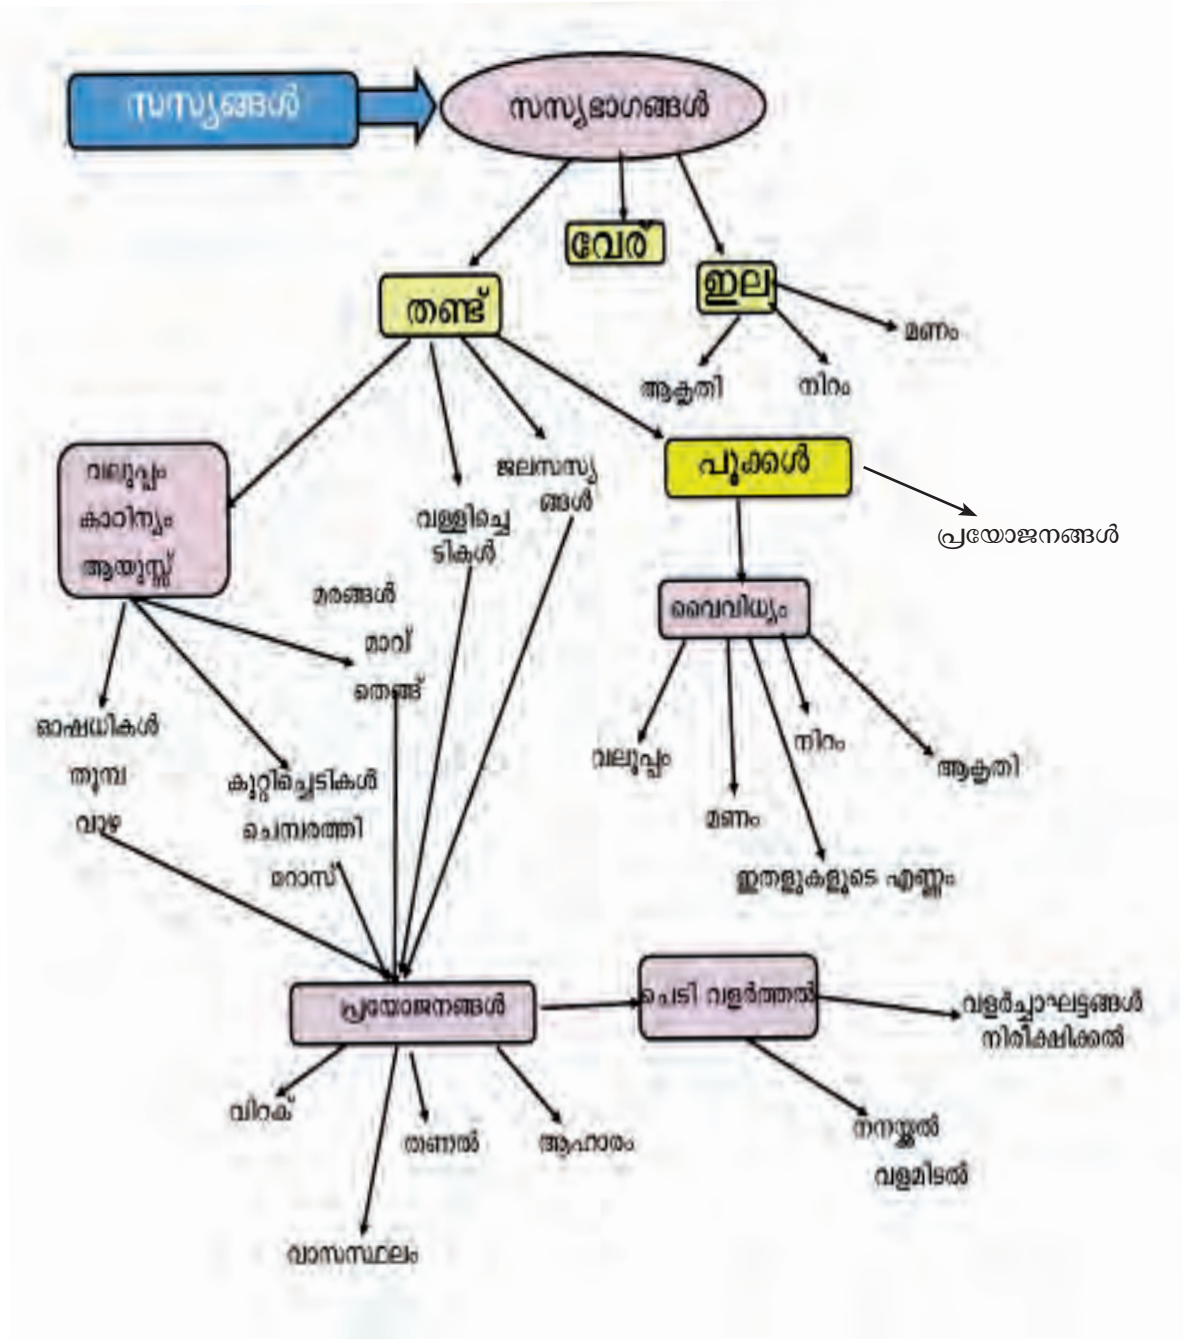 സസ്യങ്ങൾ
സസ്യഭാഗങ്ങൾ
വേര്
ഇല
തണ്ട്
മണം
ആകൃതി
നിറം
പൂക്കൾ
പ്രയോജനങ്ങൾ
വലുപ്പം
കാഠിന്യം
ആയുസ്സ്
ജലസസ്യ
ങ്ങൾ
വള്ളിച്ചെ
ടികൾ
മരങ്ങൾ
മാവ്
തെങ്ങ്
വൈവിധ്യം
ഓഷധികൾ
തുമ്പ
വാഴ
കുറ്റിച്ചെടികൾ
ചെമ്പരത്തി
റോസ്
വലുപ്പം
മണം
നിറം
ആകൃതി
ഇതളുകളുടെ എണ്ണം
പ്രയോജനങ്ങൾ
ചെടി വളർത്തൽ
വളർച്ചാഘട്ടങ്ങൾ
നിരീക്ഷിക്കൽ
വിറക്
തണൽ
ആഹാരം
വാസസ്ഥലം
നനയ്ക്കൽ
വളമിടൽ